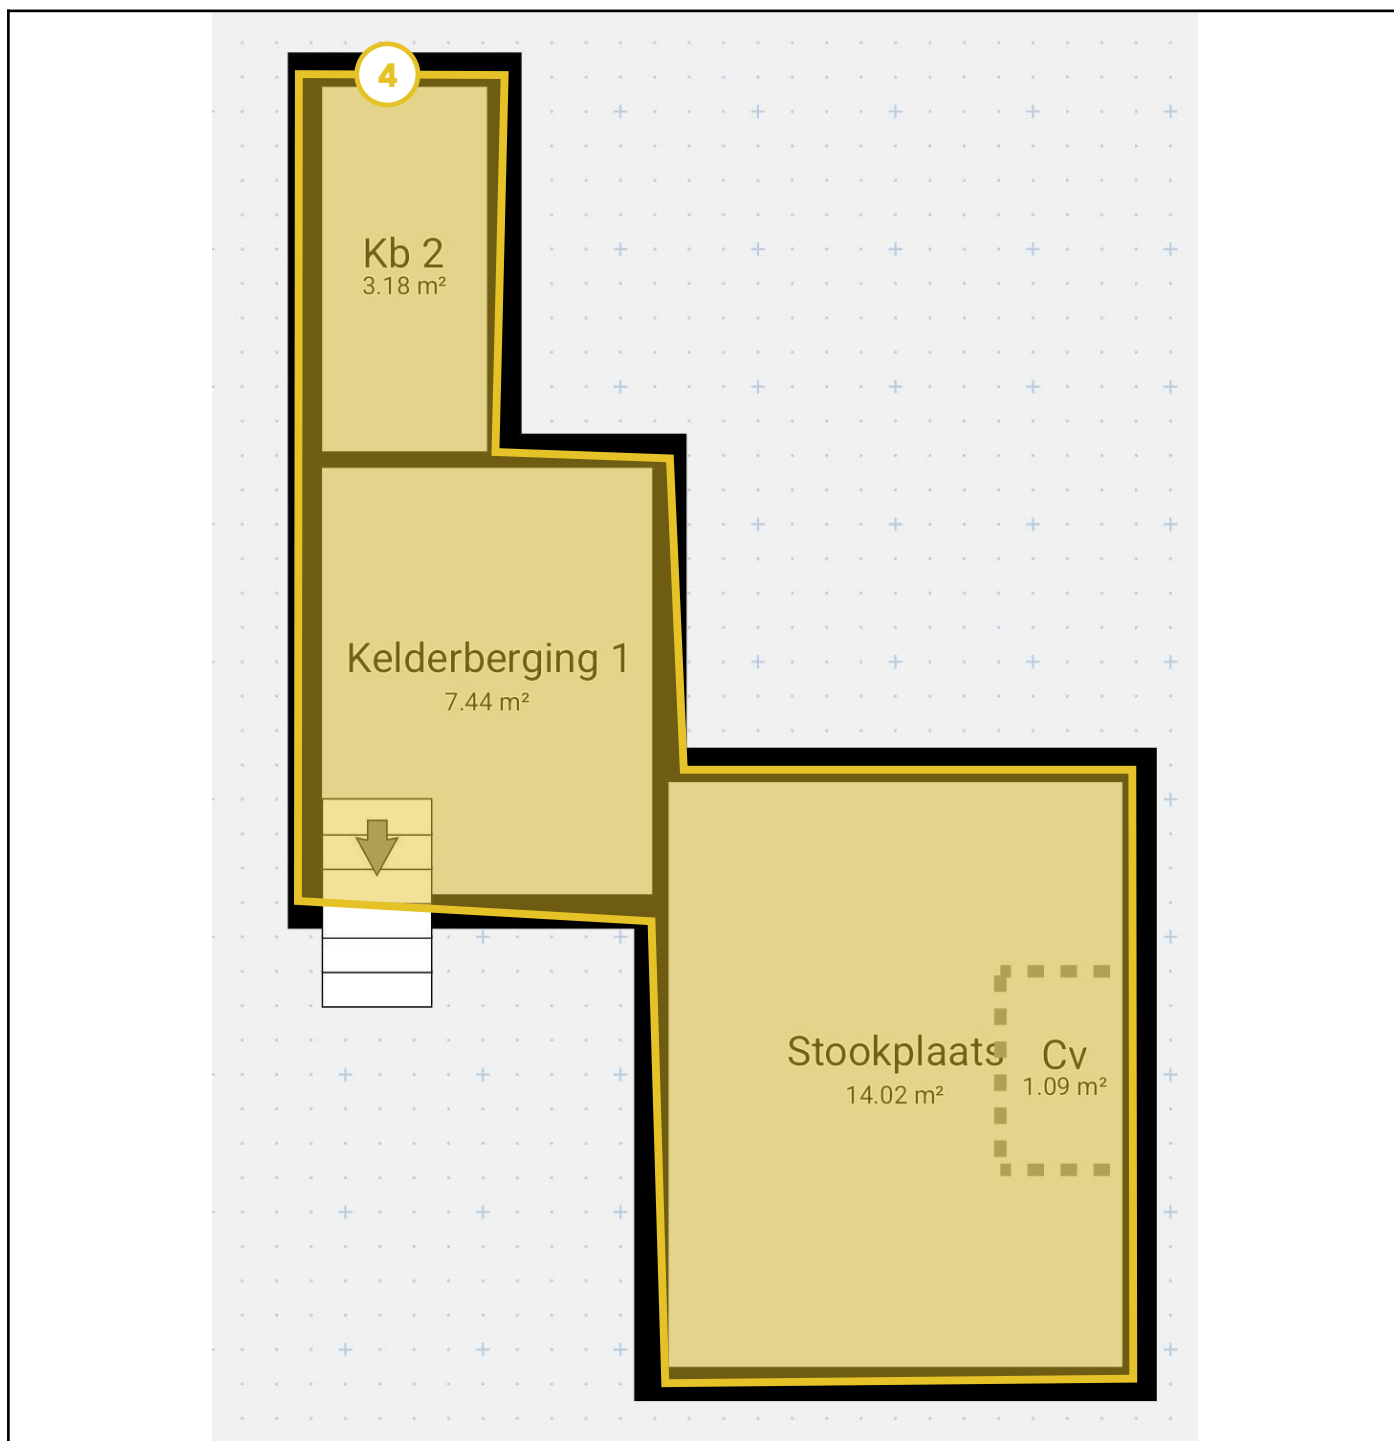 4
Kb 2
3.18 m²
Kelderberging 1
7.44 m²
Stookplaats
14.02 m²
Cv
1.09 m²